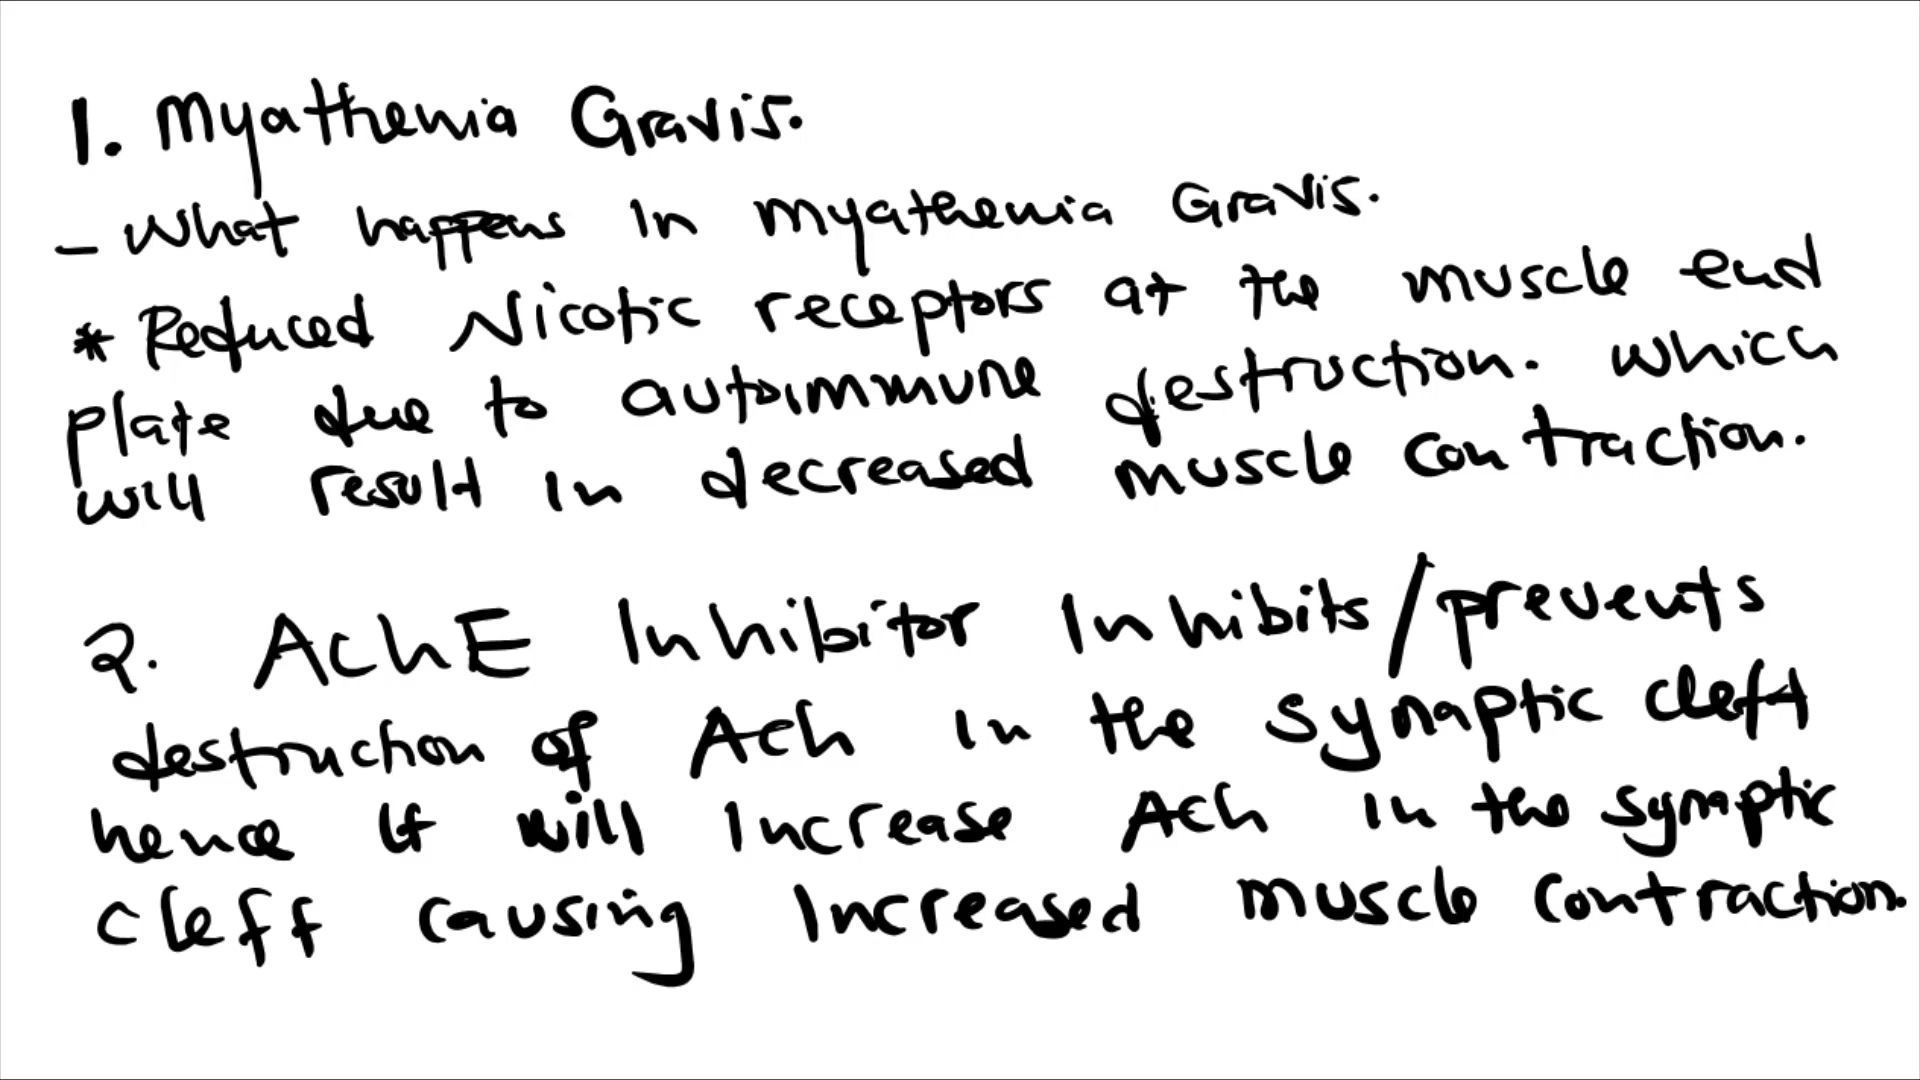 1. Myathenia Gravis.
- What happens in myathenia Gravis.
* Reduced Nicotic receptors at the muscle end
plate due to autoimmune destruction. which
will result in decreased muscle contraction.
2. AchE Inhibitor Inhibits/prevents
destruction of Ach in the synaptic cleft
hence it will increase Ach in the synaptic
cleff causing increased muscle contraction.